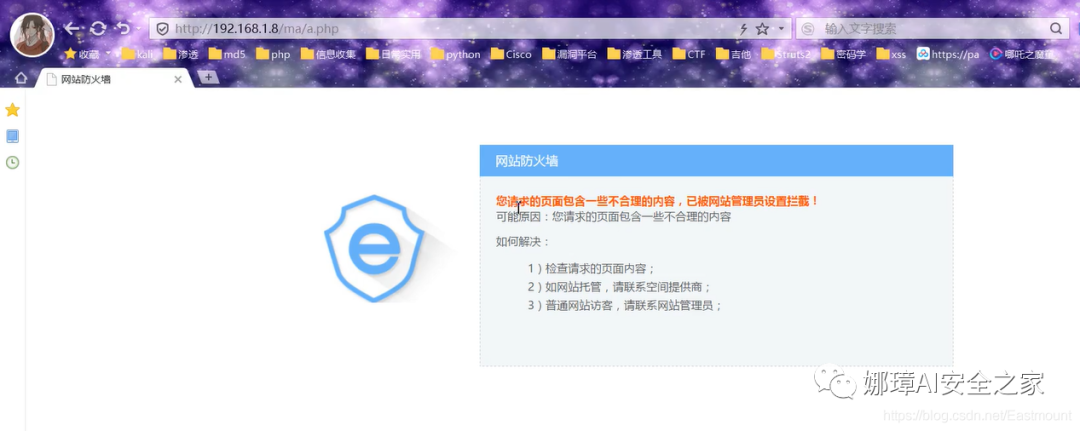 http://192.168.1.8/ma/a.php
输入文字搜索
收藏 kali 渗透 md5 php 信息收集 日常实用 python Cisco 漏洞平台 渗透工具 CTF 吉他 Struts2 密码学 xss https://pa 哪吒之魔童
网站防火墙
网站防火墙
您请求的页面包含一些不合理的内容，已被网站管理员设置拦截！
可能原因：您请求的页面包含一些不合理的内容
如何解决：
1）检查请求的页面内容；
2）如网站托管，请联系空间提供商；
3）普通网站访客，请联系网站管理员；
e
娜璋AI安全之家
https://blog.csdn.net/Eastmount